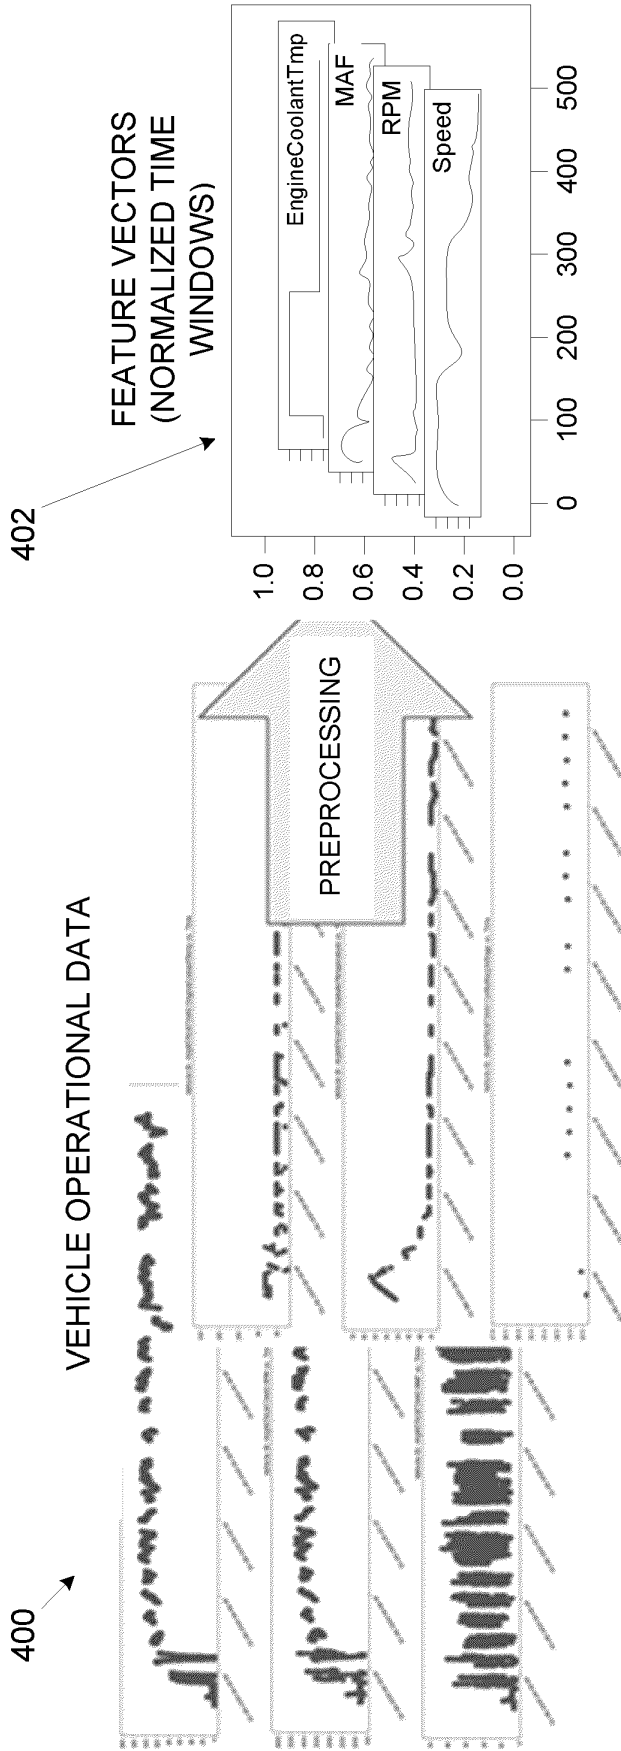 400
VEHICLE OPERATIONAL DATA
PREPROCESSING
402
FEATURE VECTORS
(NORMALIZED TIME
WINDOWS)
EngineCoolantTmp
MAF
RPM
Speed
1.0
0.8
0.6
0.4
0.2
0.0
0 100 200 300 400 500